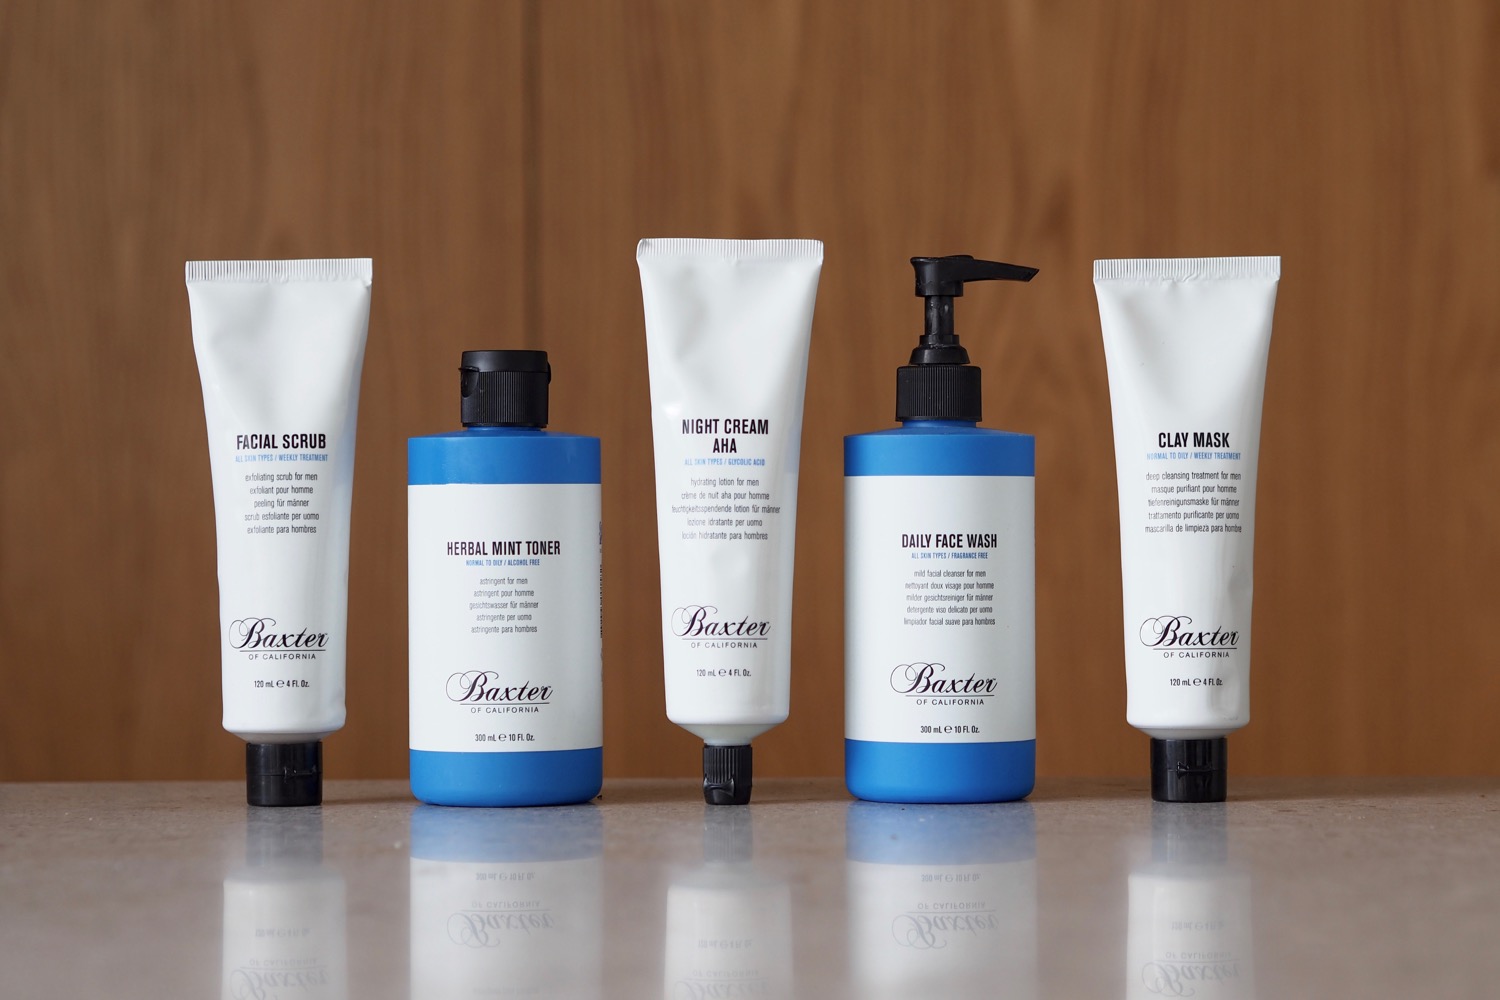 FACIAL SCRUB
ALL SKIN TYPES / WEEKLY TREATMENT
exfoliating scrub for men
exfoliant pour homme
peeling für männer
scrub esfoliante per uomo
exfoliante para hombres
Baxter
OF CALIFORNIA
120 mL ℮ 4 Fl. Oz.
HERBAL MINT TONER
NORMAL TO OILY / ALCOHOL FREE
astringent for men
astringent pour homme
gesichtswasser für männer
astringente per uomo
astringente para hombres
Baxter
OF CALIFORNIA
300 mL ℮ 10 Fl. Oz.
NIGHT CREAM
AHA
ALL SKIN TYPES / GLYCOLIC ACID
hydrating lotion for men
crème de nuit aha pour homme
feuchtigkeitsspendende lotion für männer
lozione idratante per uomo
loción hidratante para hombres
Baxter
OF CALIFORNIA
120 mL ℮ 4 Fl. Oz.
DAILY FACE WASH
ALL SKIN TYPES / FRAGRANCE FREE
mild facial cleanser for men
nettoyant doux visage pour homme
milder gesichtsreiniger für männer
detergente viso delicato per uomo
limpiador facial suave para hombres
Baxter
OF CALIFORNIA
300 mL ℮ 10 Fl. Oz.
CLAY MASK
NORMAL TO OILY / WEEKLY TREATMENT
deep cleansing treatment for men
masque purifiant pour homme
tiefenreinigungsmaske für männer
trattamento purificante per uomo
mascarilla de limpieza para hombre
Baxter
OF CALIFORNIA
120 mL ℮ 4 Fl. Oz.